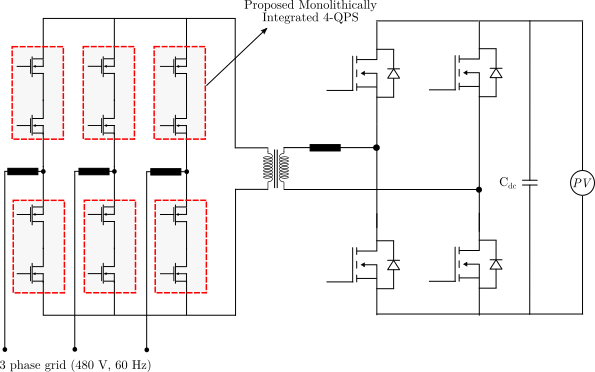 Proposed Monolithically
Integrated 4-QPS
C_dc
PV
3 phase grid (480 V, 60 Hz)